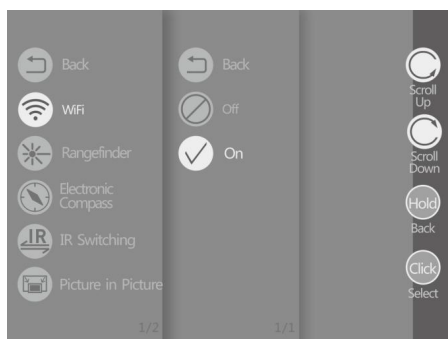 Back
WiFi
Rangefinder
Electronic
Compass
IR
IR Switching
Picture in Picture
1/2
Back
Off
On
1/1
Scroll
Up
Scroll
Down
Hold
Back
Click
Select